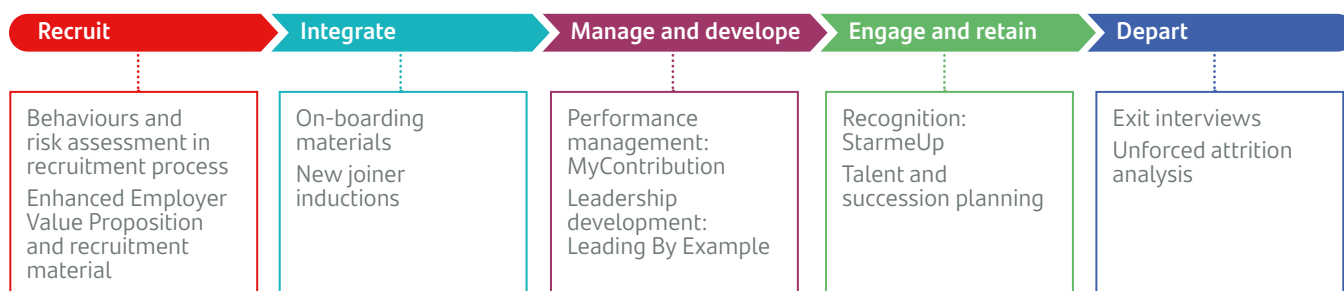 Recruit
Integrate
Manage and develope
Engage and retain
Depart
Behaviours and
risk assessment in
recruitment process
Enhanced Employer
Value Proposition
and recruitment
material
On-boarding
materials
New joiner
inductions
Performance
management:
MyContribution
Leadership
development:
Leading By Example
Recognition:
StarmeUp
Talent and
succession planning
Exit interviews
Unforced attrition
analysis